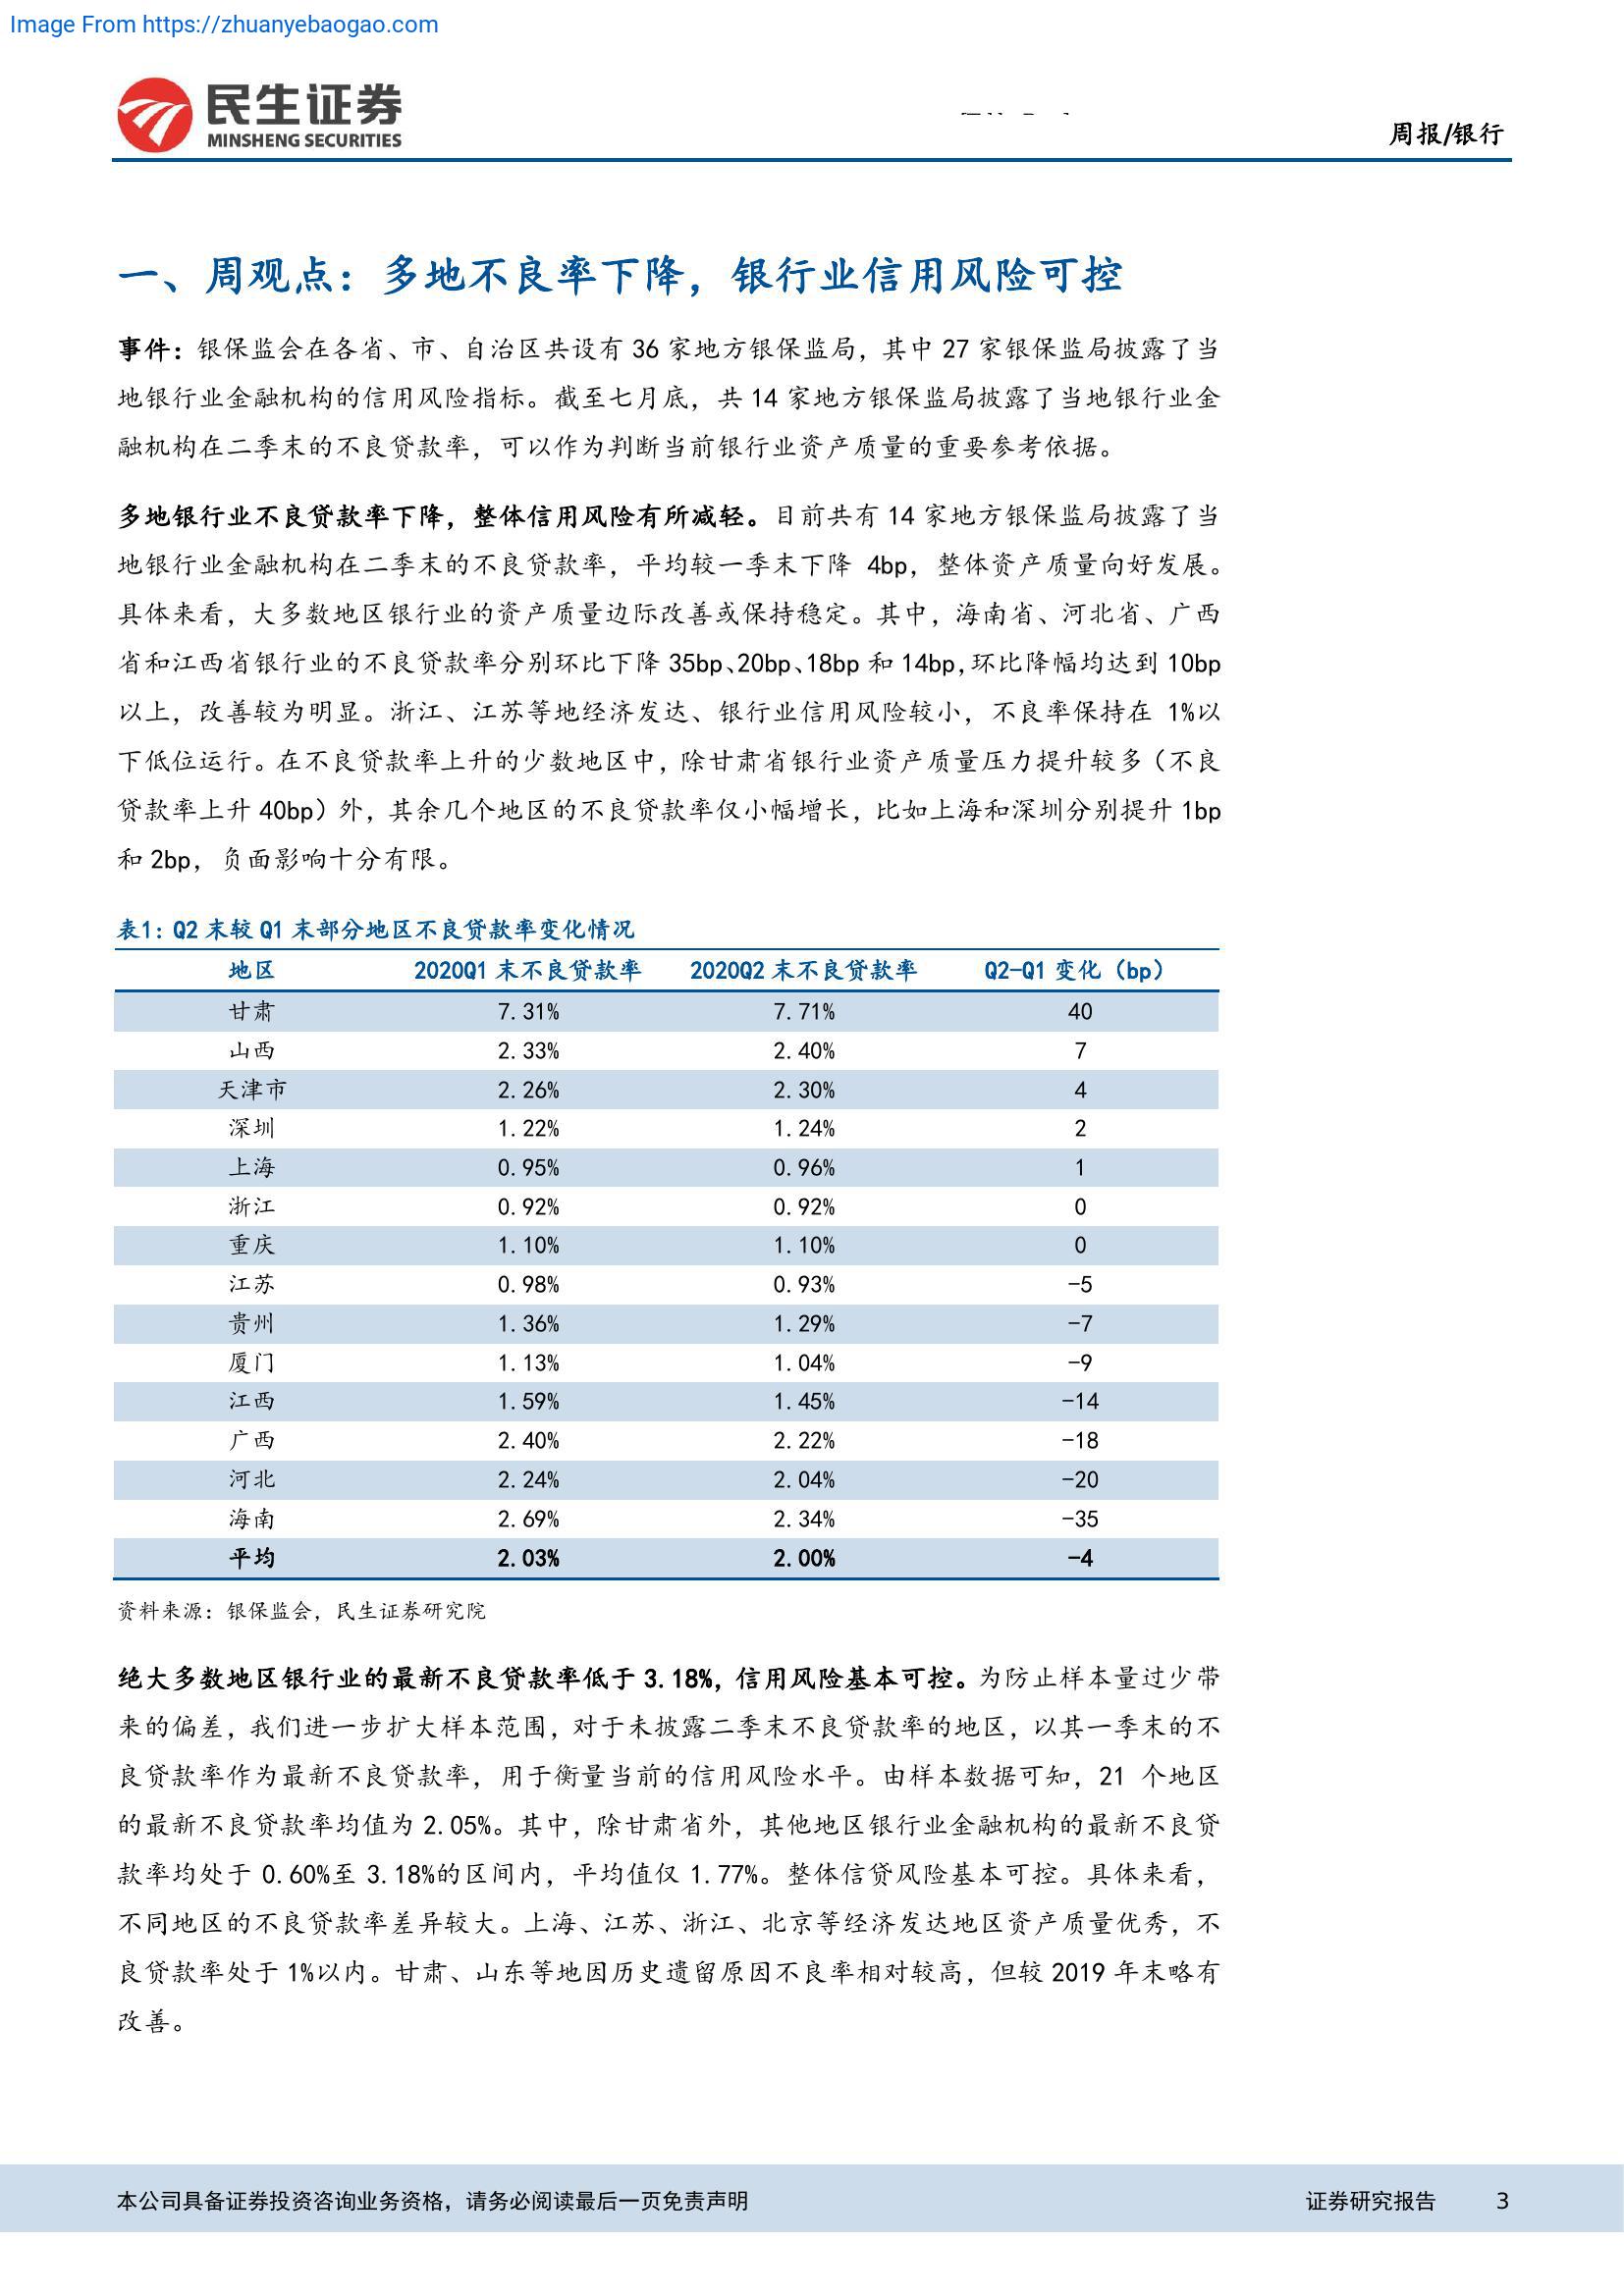 Image From https://zhuanyebaogao.com
民生证券
MINSHENG SECURITIES
周报/银行
一、周观点：多地不良率下降，银行业信用风险可控
事件：银保监会在各省、市、自治区共设有 36 家地方银保监局，其中 27 家银保监局披露了当
地银行业金融机构的信用风险指标。截至七月底，共 14 家地方银保监局披露了当地银行业金
融机构在二季末的不良贷款率，可以作为判断当前银行业资产质量的重要参考依据。
多地银行业不良贷款率下降，整体信用风险有所减轻。目前共有 14 家地方银保监局披露了当
地银行业金融机构在二季末的不良贷款率，平均较一季末下降 4bp，整体资产质量向好发展。
具体来看，大多数地区银行业的资产质量边际改善或保持稳定。其中，海南省、河北省、广西
省和江西省银行业的不良贷款率分别环比下降 35bp、20bp、18bp 和 14bp，环比降幅均达到 10bp
以上，改善较为明显。浙江、江苏等地经济发达、银行业信用风险较小，不良率保持在 1%以
下低位运行。在不良贷款率上升的少数地区中，除甘肃省银行业资产质量压力提升较多（不良
贷款率上升 40bp）外，其余几个地区的不良贷款率仅小幅增长，比如上海和深圳分别提升 1bp
和 2bp，负面影响十分有限。
表1：Q2 末较 Q1 末部分地区不良贷款率变化情况
地区 2020Q1 末不良贷款率 2020Q2 末不良贷款率 Q2-Q1 变化（bp）
甘肃 7.31% 7.71% 40
山西 2.33% 2.40% 7
天津市 2.26% 2.30% 4
深圳 1.22% 1.24% 2
上海 0.95% 0.96% 1
浙江 0.92% 0.92% 0
重庆 1.10% 1.10% 0
江苏 0.98% 0.93% -5
贵州 1.36% 1.29% -7
厦门 1.13% 1.04% -9
江西 1.59% 1.45% -14
广西 2.40% 2.22% -18
河北 2.24% 2.04% -20
海南 2.69% 2.34% -35
平均 2.03% 2.00% -4
资料来源：银保监会，民生证券研究院
绝大多数地区银行业的最新不良贷款率低于 3.18%，信用风险基本可控。为防止样本量过少带
来的偏差，我们进一步扩大样本范围，对于未披露二季末不良贷款率的地区，以其一季末的不
良贷款率作为最新不良贷款率，用于衡量当前的信用风险水平。由样本数据可知，21 个地区
的最新不良贷款率均值为 2.05%。其中，除甘肃省外，其他地区银行业金融机构的最新不良贷
款率均处于 0.60%至 3.18%的区间内，平均值仅 1.77%。整体信贷风险基本可控。具体来看，
不同地区的不良贷款率差异较大。上海、江苏、浙江、北京等经济发达地区资产质量优秀，不
良贷款率处于 1%以内。甘肃、山东等地因历史遗留原因不良率相对较高，但较 2019 年末略有
改善。
本公司具备证券投资咨询业务资格，请务必阅读最后一页免责声明 证券研究报告 3